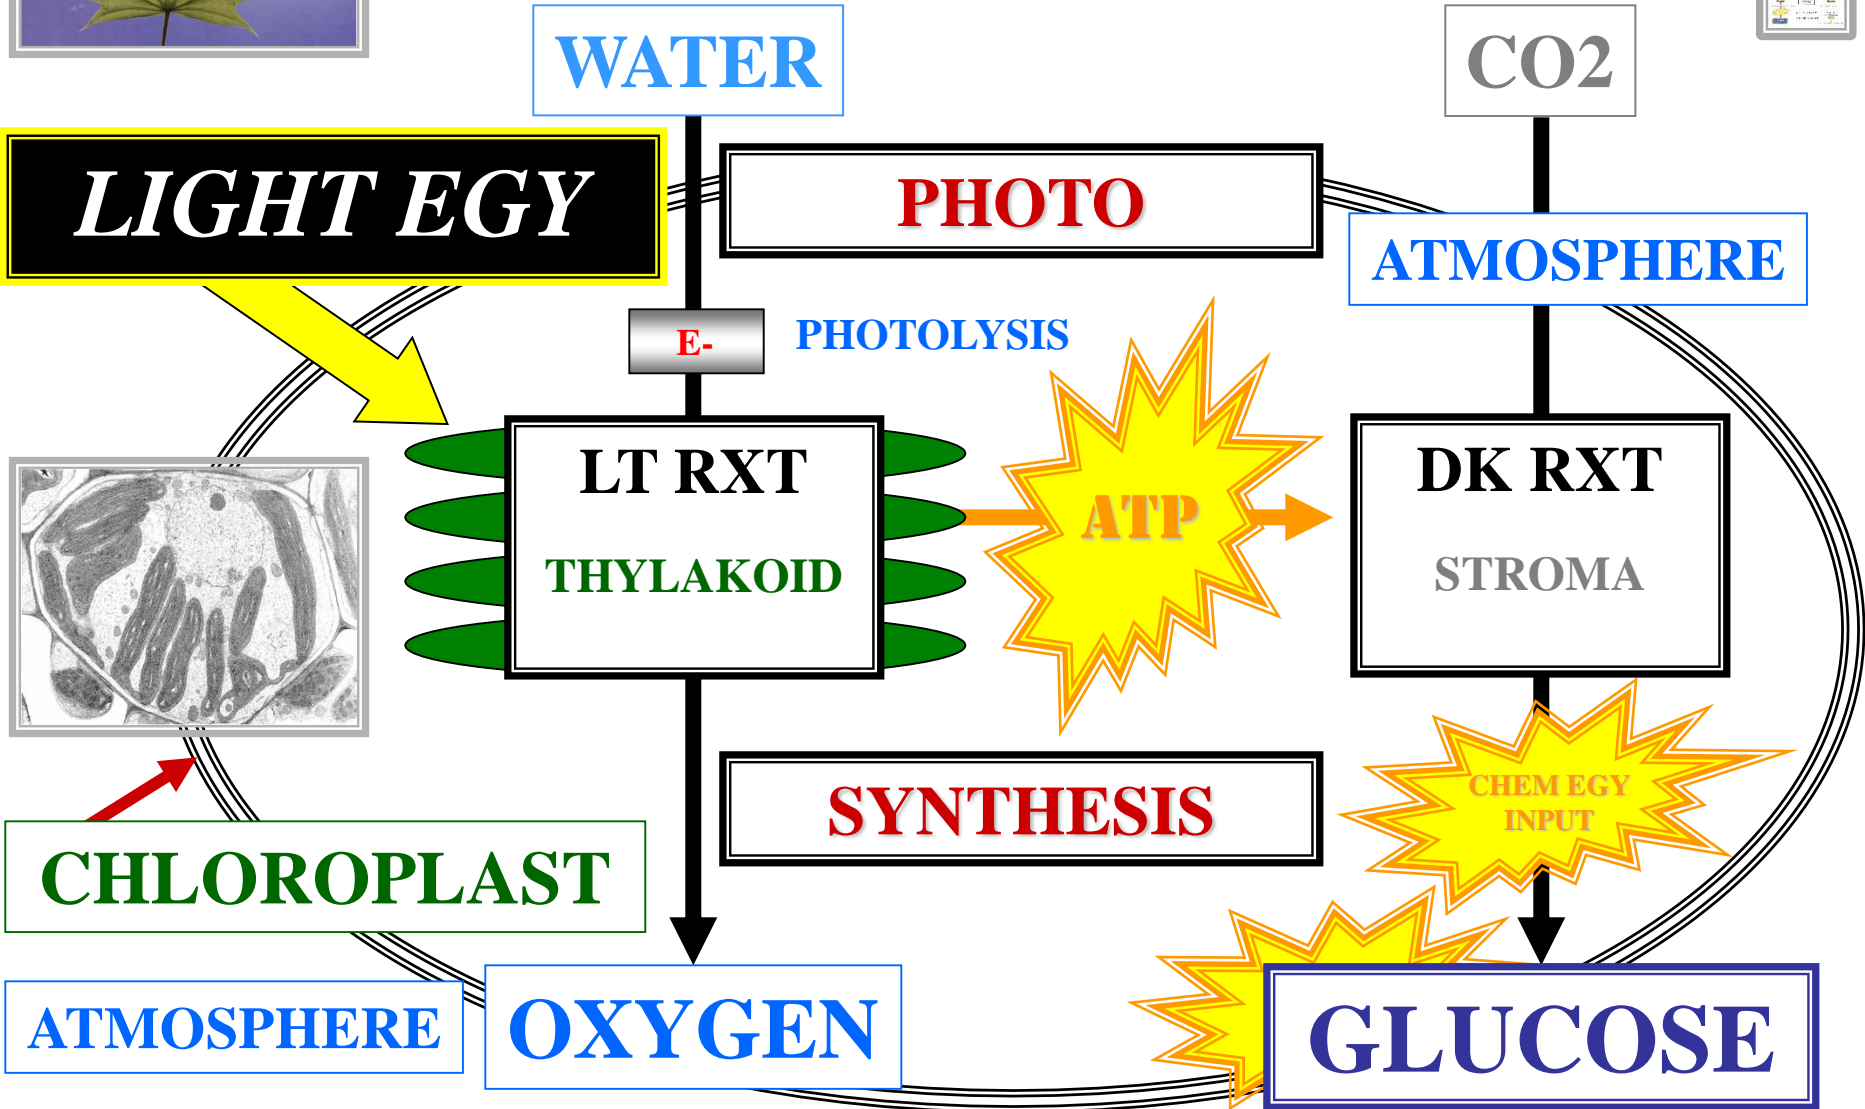 WATER
CO2
LIGHT EGY
PHOTO
ATMOSPHERE
E-
PHOTOLYSIS
LT RXT
THYLAKOID
ATP
DK RXT
STROMA
CHEM EGY
INPUT
SYNTHESIS
CHLOROPLAST
ATMOSPHERE
OXYGEN
GLUCOSE